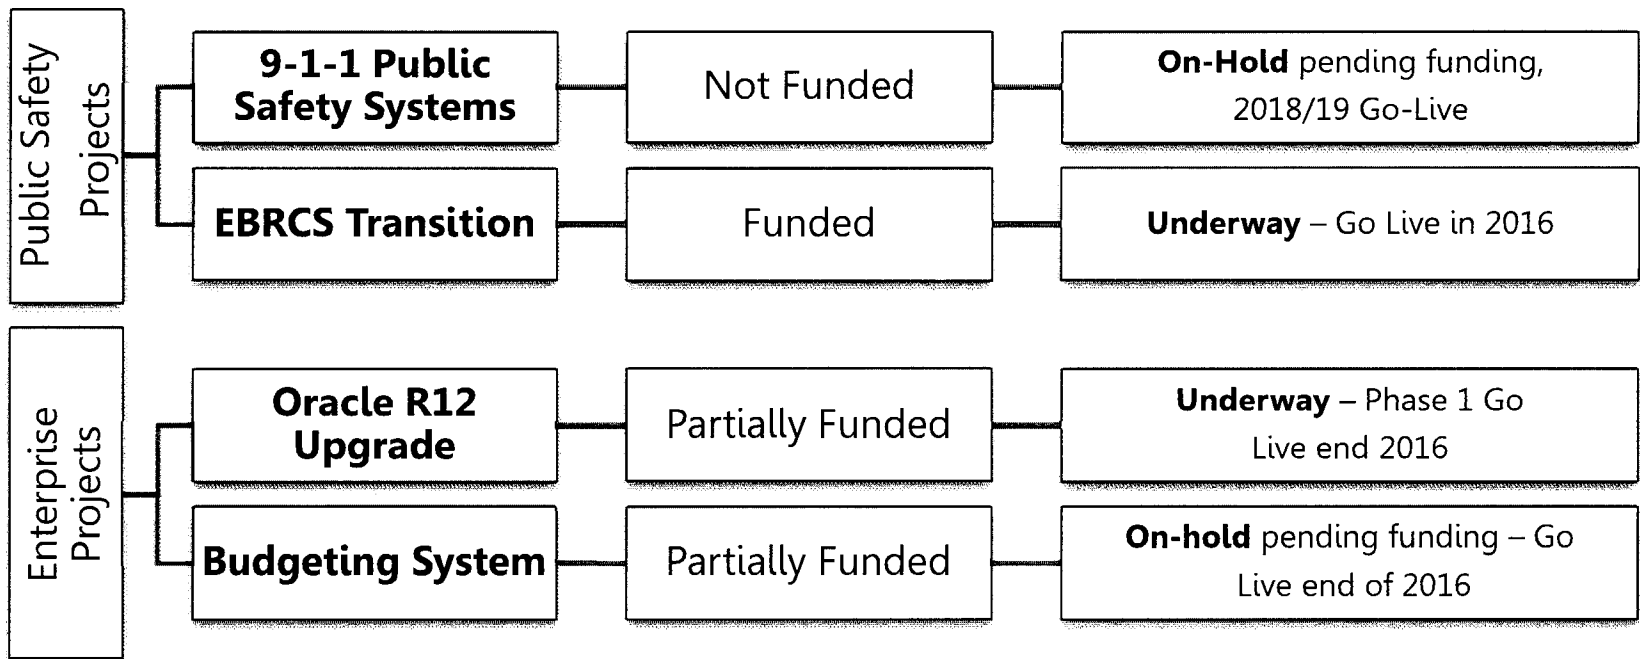 Public Safety
Projects
9-1-1 Public
Safety Systems
Not Funded
On-Hold pending funding,
2018/19 Go-Live
EBRCS Transition
Funded
Underway – Go Live in 2016
Enterprise
Projects
Oracle R12
Upgrade
Partially Funded
Underway – Phase 1 Go
Live end 2016
Budgeting System
Partially Funded
On-hold pending funding – Go
Live end of 2016